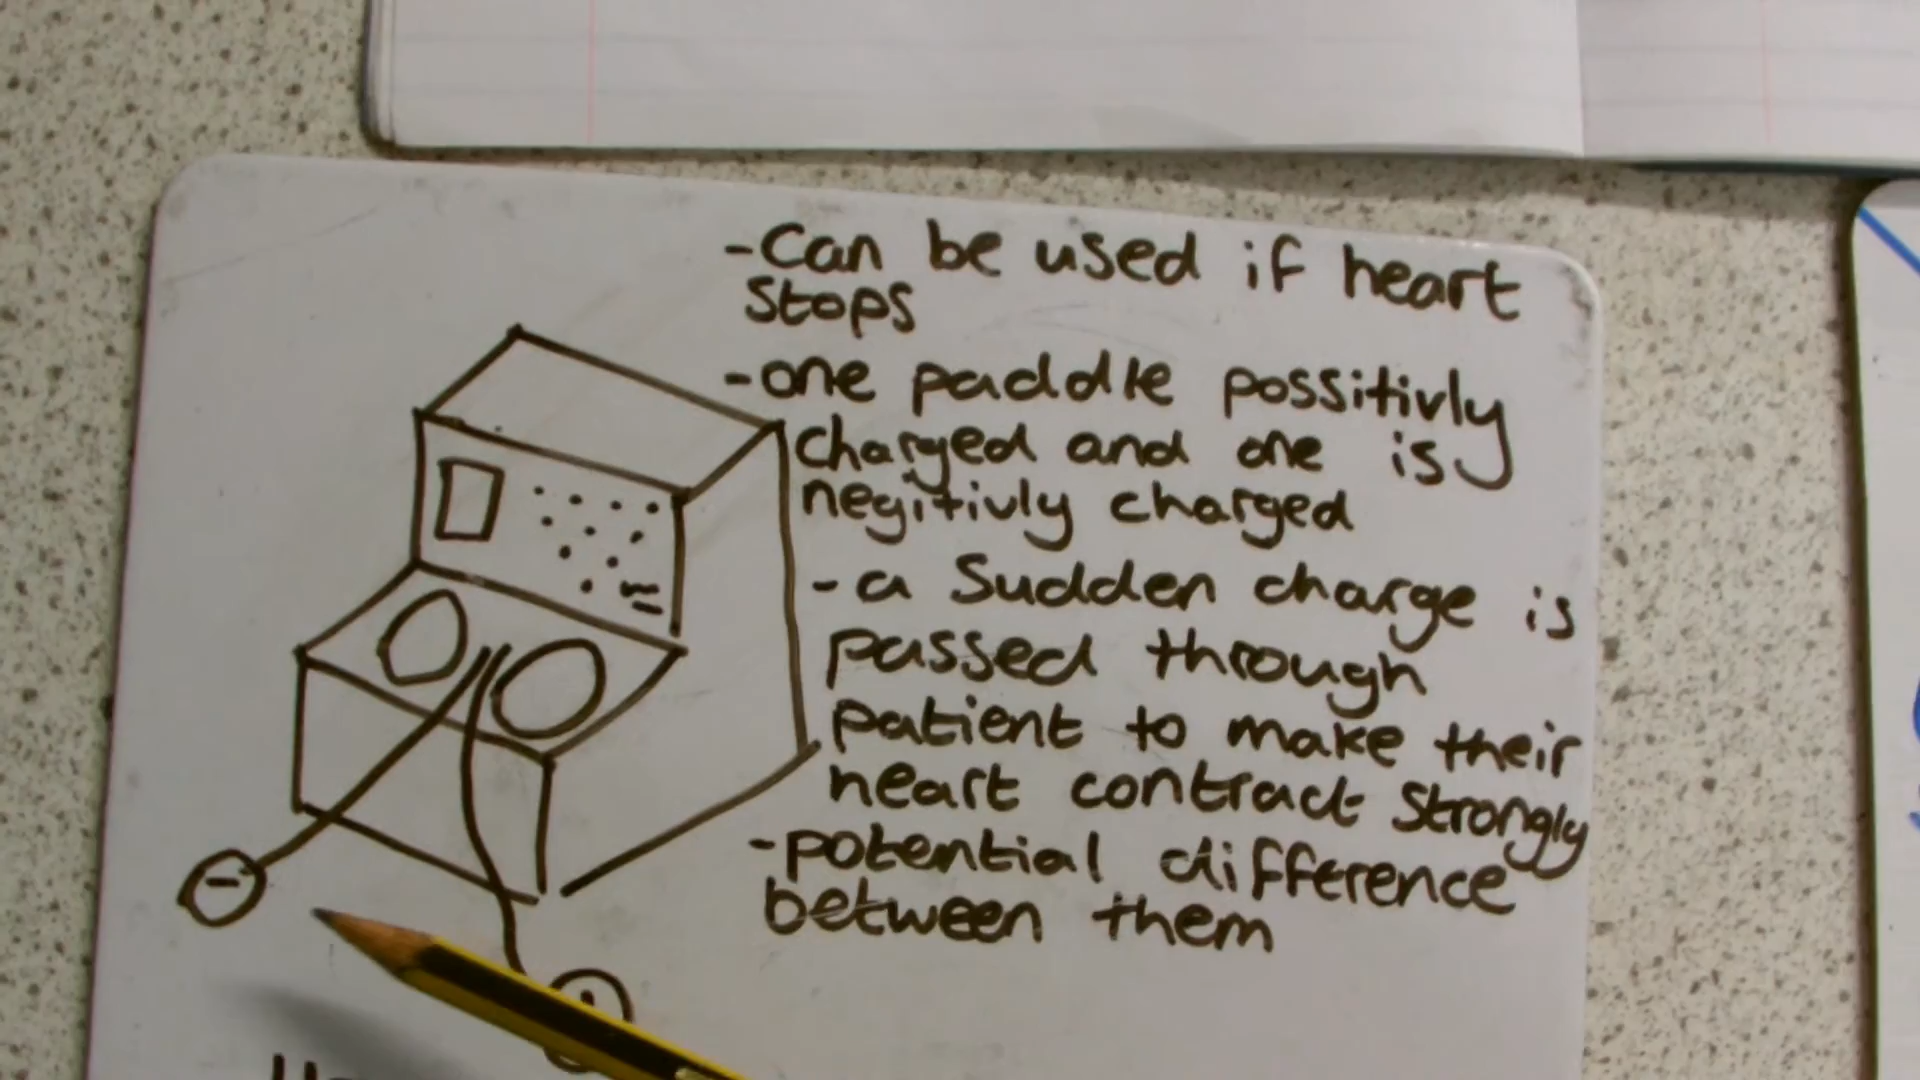 -Can be used if heart
stops
-one paddle possitivly
charged and one is
negitivly charged
-a sudden charge is
passed through
patient to make their
heart contract strongly
-potential difference
between them
-